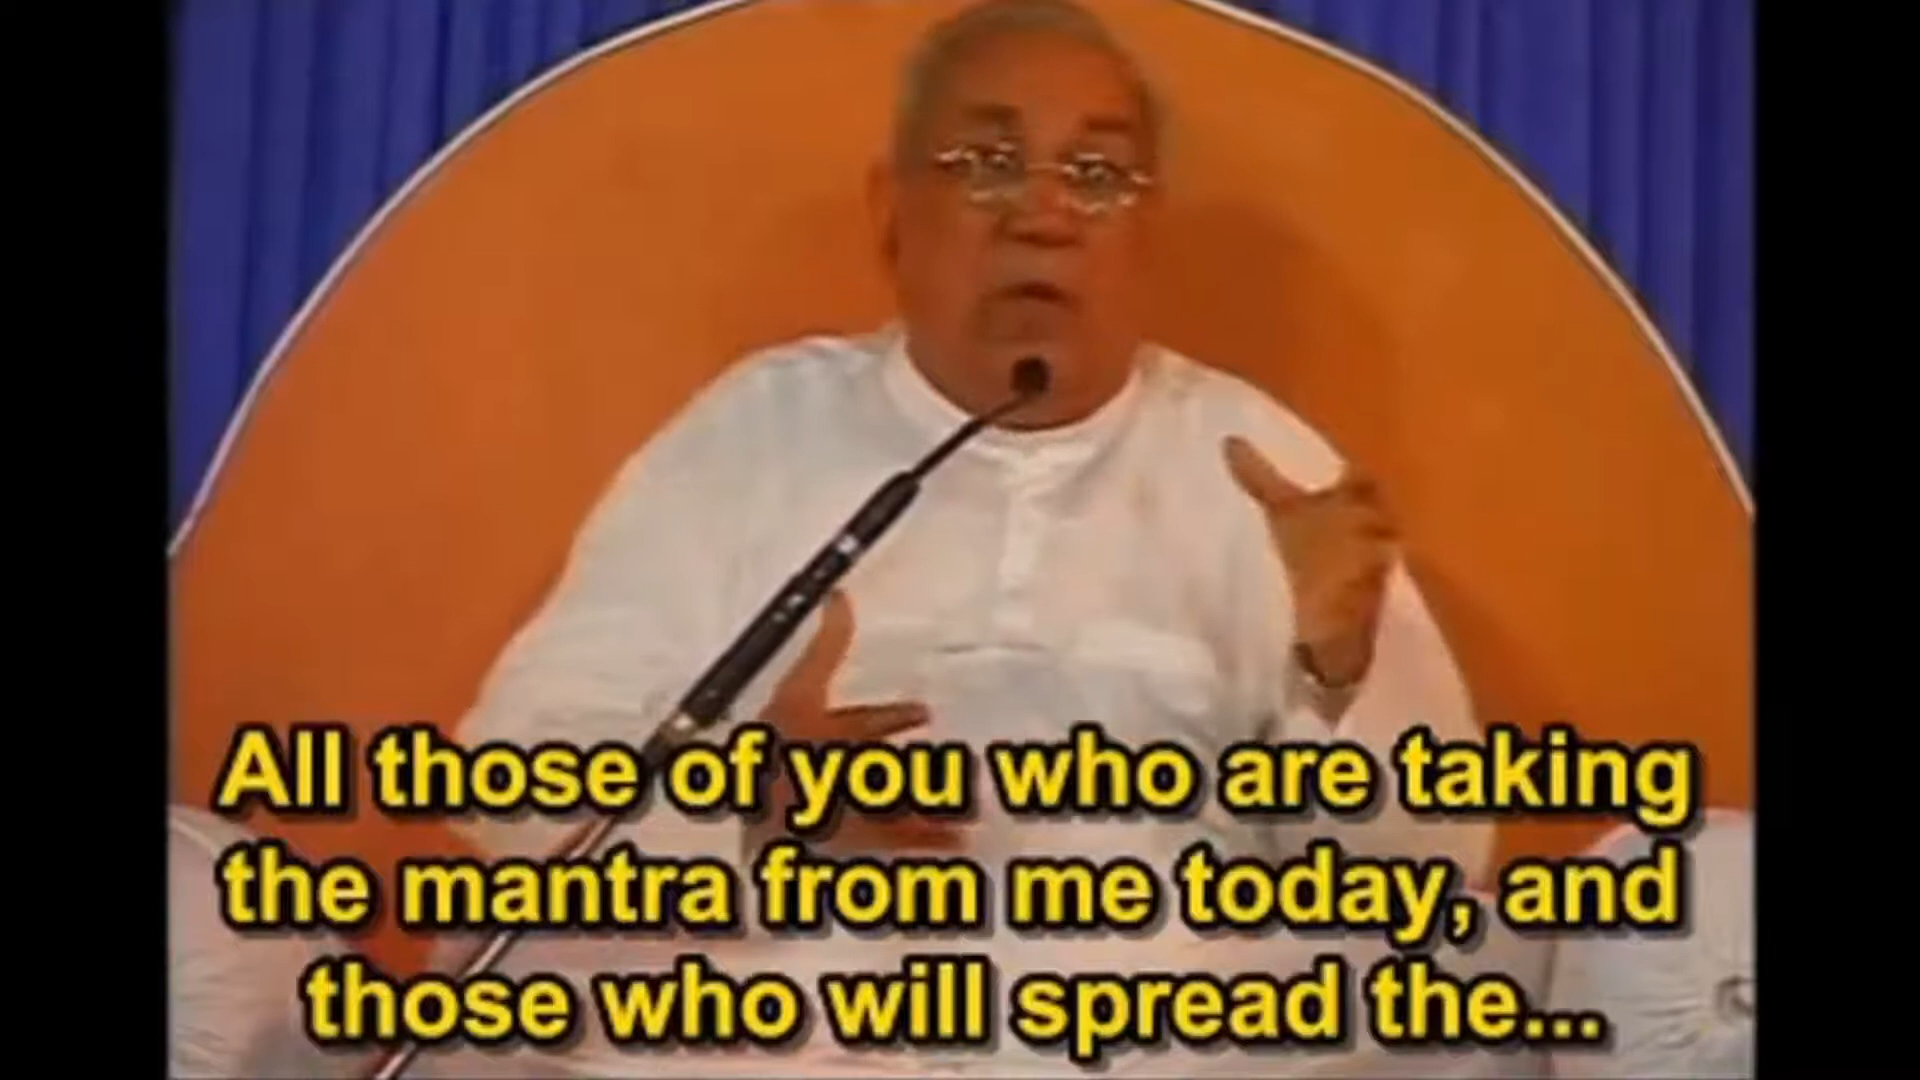 All those of you who are taking
the mantra from me today, and
those who will spread the...